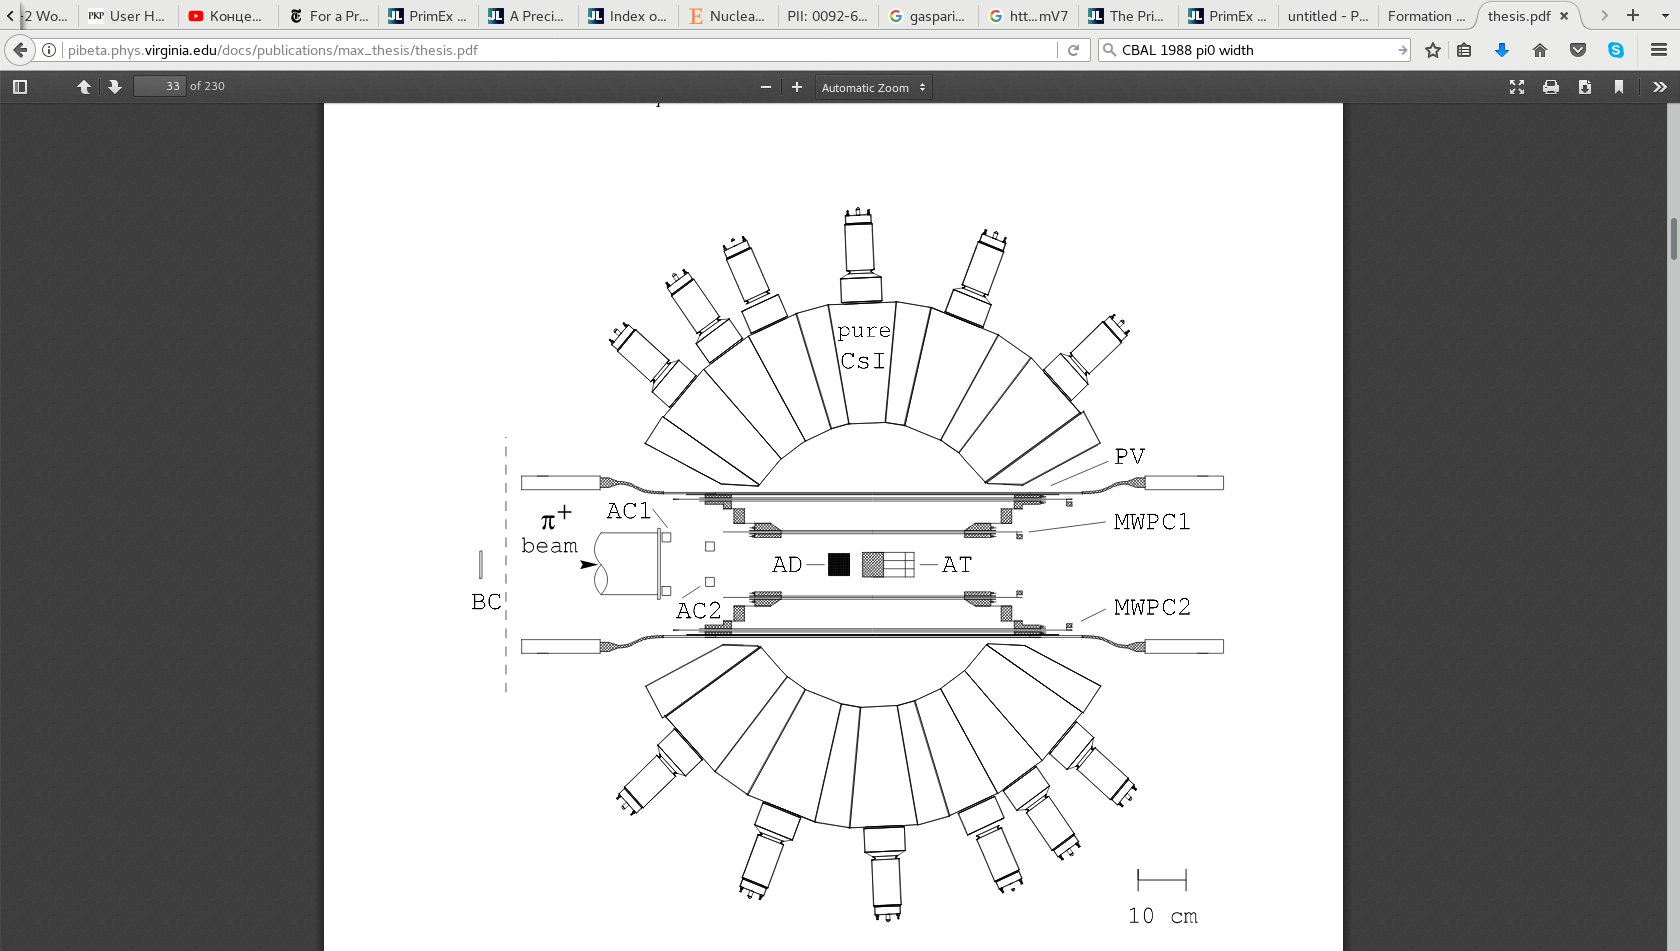 -2 Wo...
PKP User H...
Конце...
For a Pr...
PrimEx ...
A Preci...
Index o...
Nuclea...
PII: 0092-6...
gaspari...
htt...mV7
The Pri...
PrimEx ...
untitled - P...
Formation ...
thesis.pdf
pibeta.phys.virginia.edu/docs/publications/max_thesis/thesis.pdf
CBAL 1988 pi0 width
33 of 230
Automatic Zoom
pure
CsI
PV
AC1
π+
beam
MWPC1
AD
AT
BC
AC2
MWPC2
10 cm